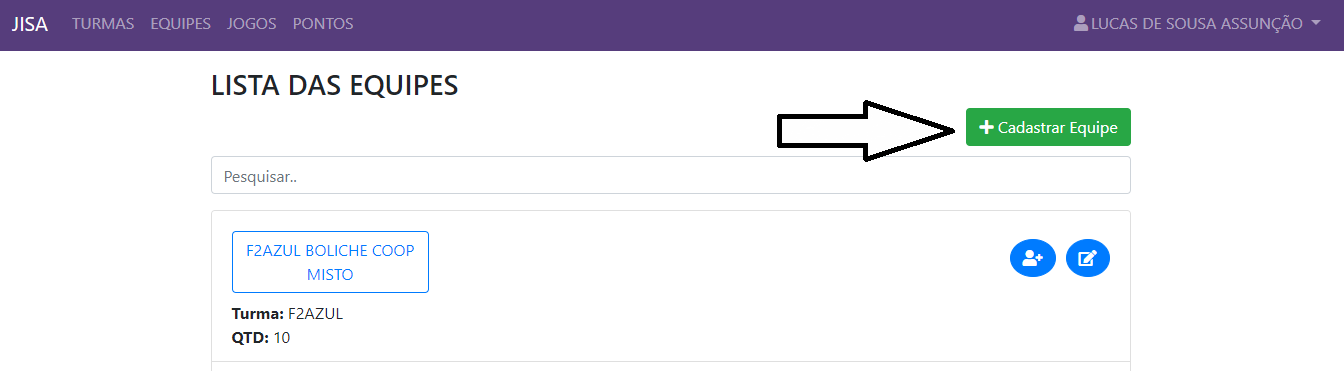 JISA TURMAS EQUIPES JOGOS PONTOS LUCAS DE SOUSA ASSUNÇÃO
LISTA DAS EQUIPES
Cadastrar Equipe
Pesquisar..
F2AZUL BOLICHE COOP
MISTO
Turma: F2AZUL
QTD: 10